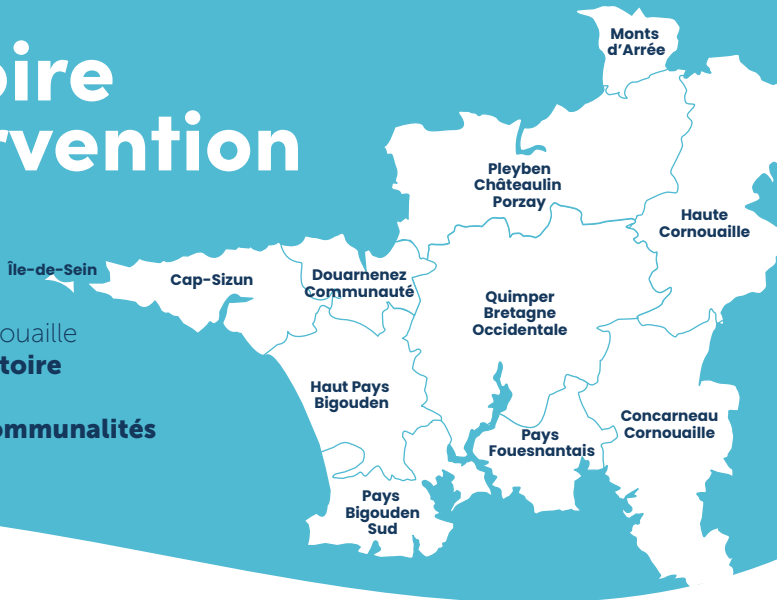 oire
rvention
Monts
d’Arrée
Pleyben
Châteaulin
Porzay
Haute
Cornouaille
Île-de-Sein
Cap-Sizun
Douarnenez
Communauté
Quimper
Bretagne
Occidentale
ouaille
toire
ommunalités
Haut Pays
Bigouden
Concarneau
Cornouaille
Pays
Fouesnantais
Pays
Bigouden
Sud